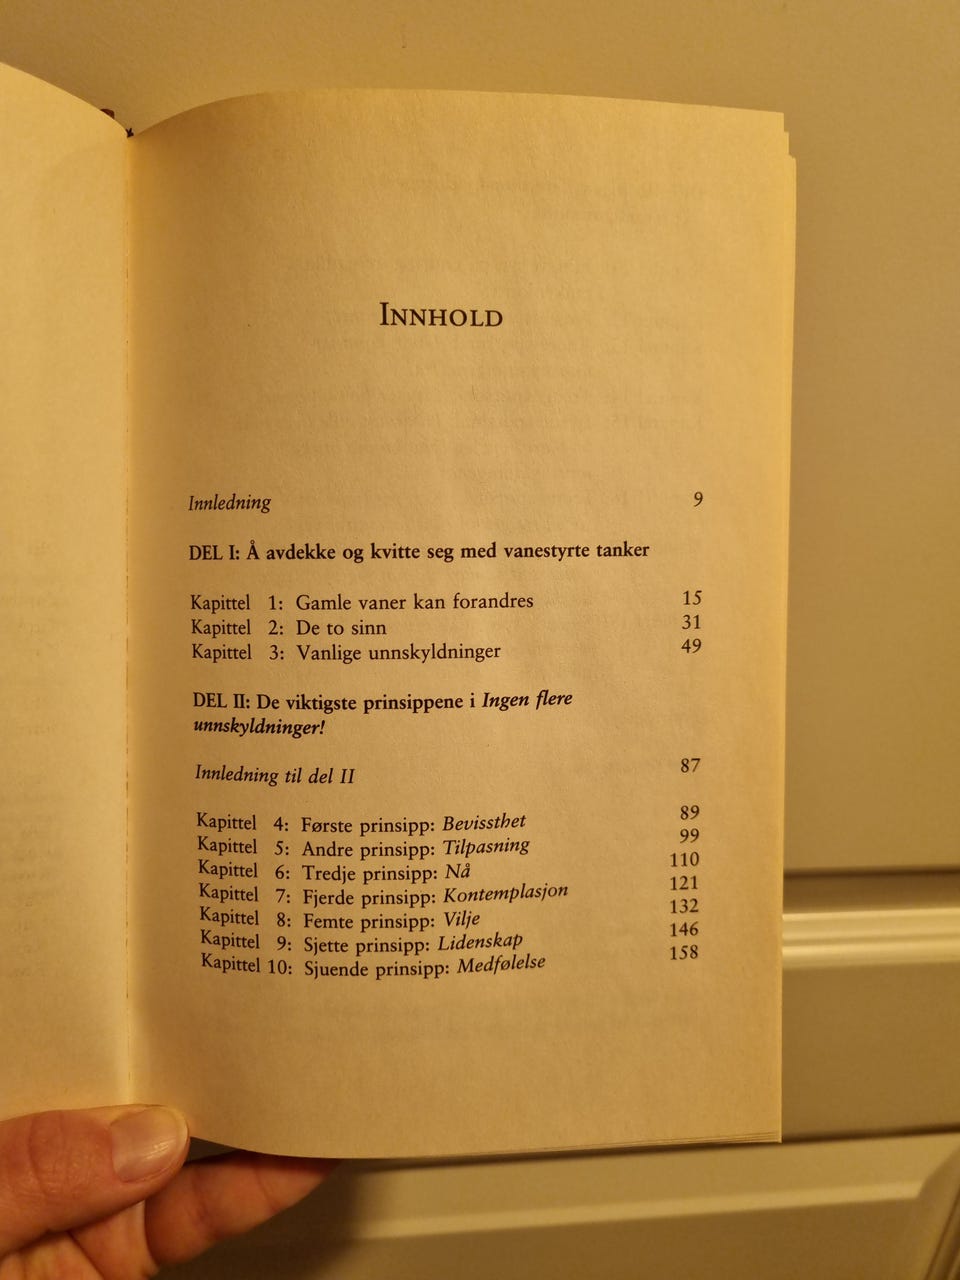 INNHOLD
Innledning 9
DEL I: Å avdekke og kvitte seg med vanestyrte tanker
Kapittel 1: Gamle vaner kan forandres 15
Kapittel 2: De to sinn 31
Kapittel 3: Vanlige unnskyldninger 49
DEL II: De viktigste prinsippene i Ingen flere
unnskyldninger!
Innledning til del II 87
Kapittel 4: Første prinsipp: Bevissthet 89
Kapittel 5: Andre prinsipp: Tilpasning 99
Kapittel 6: Tredje prinsipp: Nå 110
Kapittel 7: Fjerde prinsipp: Kontemplasjon 121
Kapittel 8: Femte prinsipp: Vilje 132
Kapittel 9: Sjette prinsipp: Lidenskap 146
Kapittel 10: Sjuende prinsipp: Medfølelse 158